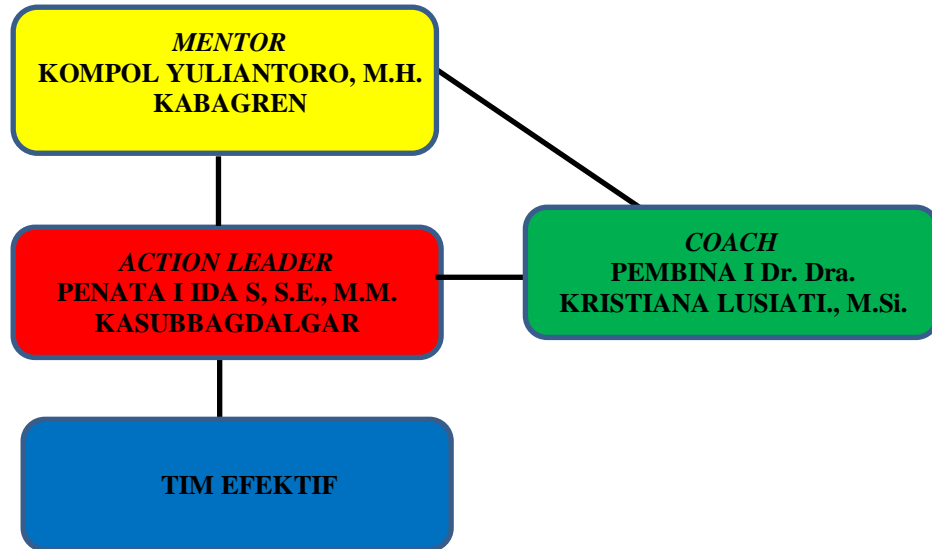 MENTOR
KOMPOL YULIANTORO, M.H.
KABAGREN
ACTION LEADER
PENATA I IDA S, S.E., M.M.
KASUBBAGDALGAR
COACH
PEMBINA I Dr. Dra.
KRISTIANA LUSIATI., M.Si.
TIM EFEKTIF